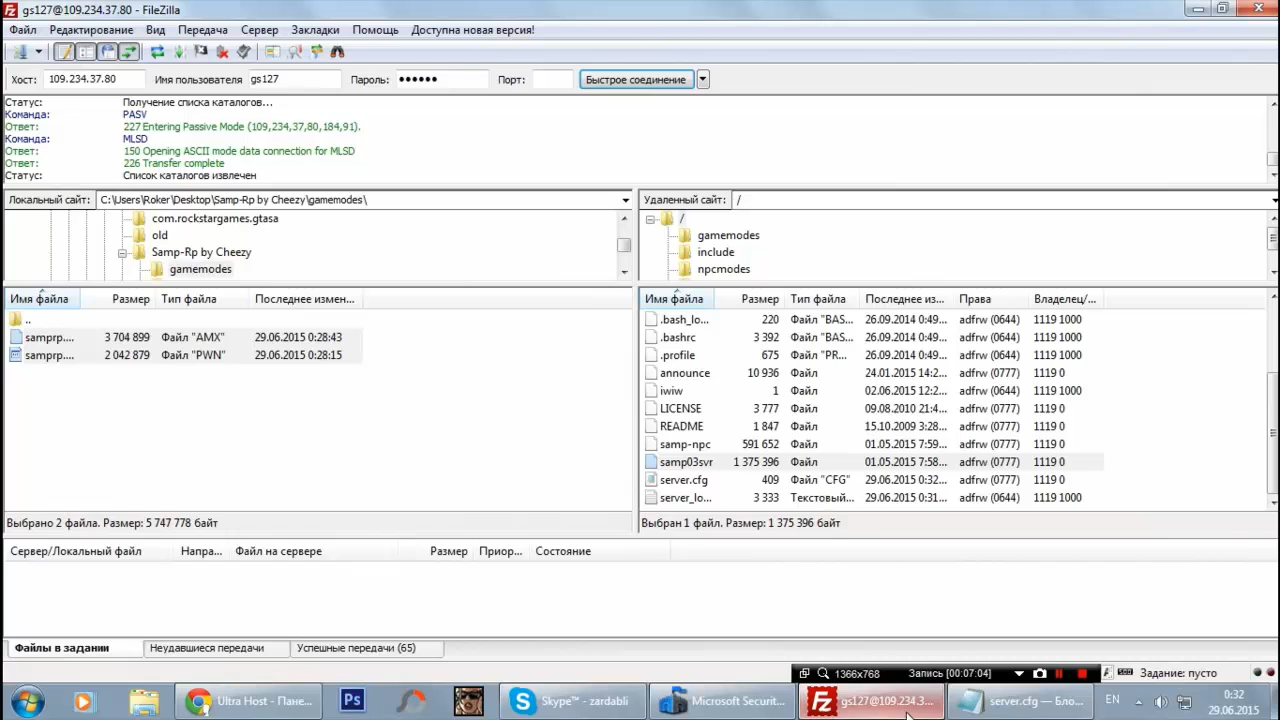 gs127@109.234.37.80 - FileZilla
Файл Редактирование Вид Передача Сервер Закладки Помощь Доступна новая версия!
Хост: 109.234.37.80 Имя пользователя gs127 Пароль: •••••• Порт: Быстрое соединение
Статус: Получение списка каталогов...
Команда: PASV
Ответ: 227 Entering Passive Mode (109,234,37,80,184,91).
Команда: MLSD
Ответ: 150 Opening ASCII mode data connection for MLSD
Ответ: 226 Transfer complete
Статус: Список каталогов извлечен
Локальный сайт: C:\Users\Roker\Desktop\Samp-Rp by Cheezy\gamemodes\
com.rockstargames.gtasa
old
Samp-Rp by Cheezy
gamemodes
Удаленный сайт: /
/
gamemodes
include
npcmodes
Имя файла Размер Тип файла Последнее измен...
..
samprp.... 3 704 899 Файл "AMX" 29.06.2015 0:28:43
samprp.... 2 042 879 Файл "PWN" 29.06.2015 0:28:15
Выбрано 2 файла. Размер: 5 747 778 байт
Имя файла Размер Тип файла Последнее из... Права Владелец/...
.bash_lo... 220 Файл "BAS... 26.09.2014 0:49... adfrw (0644) 1119 1000
.bashrc 3 392 Файл "BAS... 26.09.2014 0:49... adfrw (0644) 1119 1000
.profile 675 Файл "PR... 26.09.2014 0:49... adfrw (0644) 1119 1000
announce 10 936 Файл 24.01.2015 14:2... adfrw (0777) 1119 0
iwiw 1 Файл 02.06.2015 12:2... adfrw (0644) 1119 1000
LICENSE 3 777 Файл 09.08.2010 21:4... adfrw (0777) 1119 0
README 1 847 Файл 15.10.2009 3:28... adfrw (0777) 1119 0
samp-npc 591 652 Файл 01.05.2015 7:59... adfrw (0777) 1119 0
samp03svr 1 375 396 Файл 01.05.2015 7:58... adfrw (0777) 1119 0
server.cfg 409 Файл "CFG" 29.06.2015 0:32... adfrw (0777) 1119 0
server_lo... 3 333 Текстовый... 29.06.2015 0:31... adfrw (0644) 1119 1000
Выбран 1 файл. Размер: 1 375 396 байт
Сервер/Локальный файл Напра... Файл на сервере Размер Приор... Состояние
Файлы в задании Неудавшиеся передачи Успешные передачи (65)
1366x768 Запись [00:07:04] Задание: пусто
Ultra Host - Пане... Ps Skype™ - zardabli Microsoft Securit... gs127@109.234.3... server.cfg — Бло... EN 0:32
29.06.2015